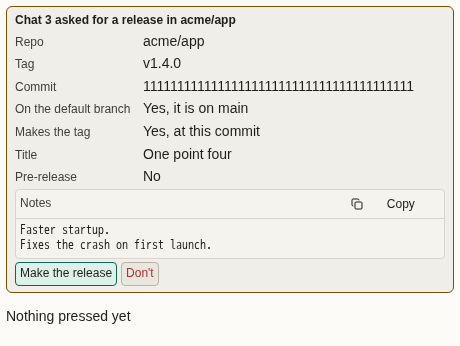 Chat 3 asked for a release in acme/app
Repo acme/app
Tag v1.4.0
Commit 1111111111111111111111111111111111111111
On the default branch Yes, it is on main
Makes the tag Yes, at this commit
Title One point four
Pre-release No
Notes Copy
Faster startup.
Fixes the crash on first launch.
Make the release Don't
Nothing pressed yet